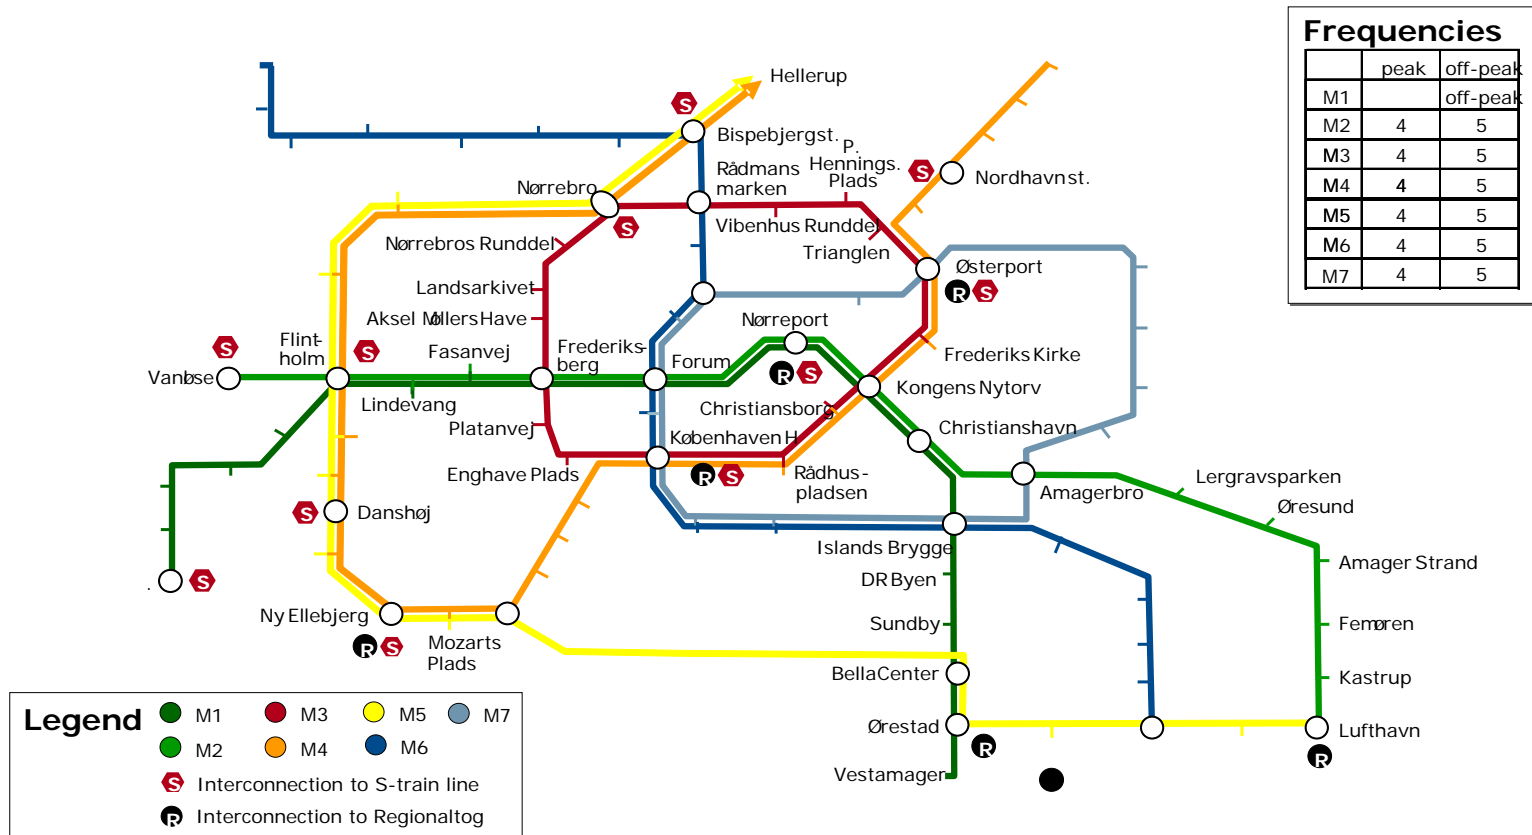 Frequencies
peak off-peak
M1 off-peak
M2 4 5
M3 4 5
M4 4 5
M5 4 5
M6 4 5
M7 4 5
Hellerup
S
Bispebjergst.
P.
Hennings.
Plads
S
Nordhavnst.
Rådmans
marken
Nørrebro
S
Vibenhus Runddel
Trianglen
Nørrebros Runddel
Østerport
R S
Landsarkivet
Aksel Møllers Have
Nørreport
R S
Flint-
holm
S
S
Fasanvej
Frederiks-
berg
Forum
Frederiks Kirke
Vanløse
Lindevang
Kongens Nytorv
Christiansborg
Platanvej
København H
R S
Christianshavn
Enghave Plads
Rådhus-
pladsen
Amagerbro
Lergravsparken
Øresund
S
Danshøj
Islands Brygge
. S
DR Byen
Amager Strand
Ny Ellebjerg
R S
Sundby
Femøren
Mozarts
Plads
BellaCenter
Kastrup
Ørestad
R
Lufthavn
R
Vestamager
Legend
M1 M3 M5 M7
M2 M4 M6
S Interconnection to S-train line
R Interconnection to Regionaltog